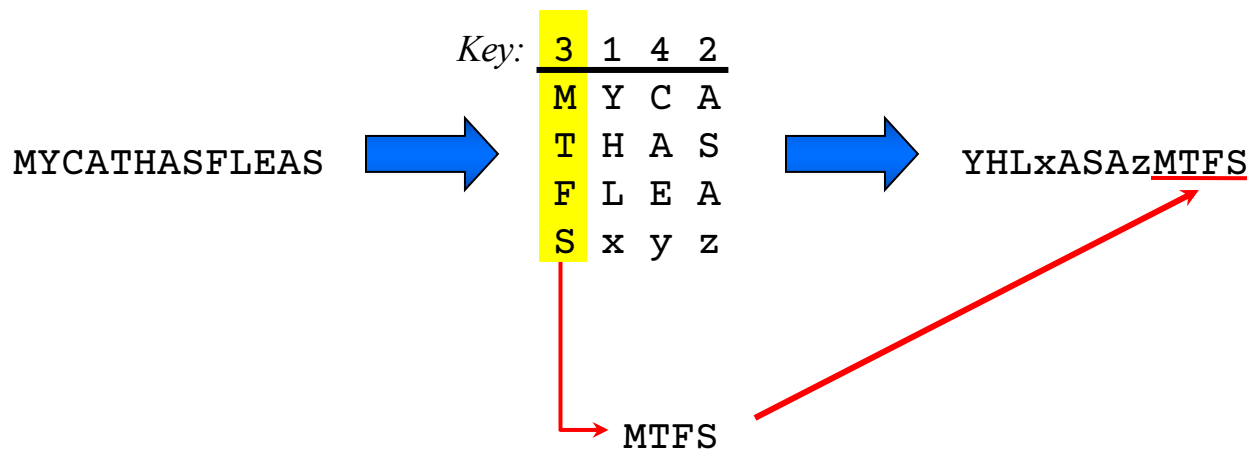 Key: 3 1 4 2
M Y C A
T H A S
F L E A
S x y z
MYCATHASFLEAS
YHLxASAzMTFS
MTFS